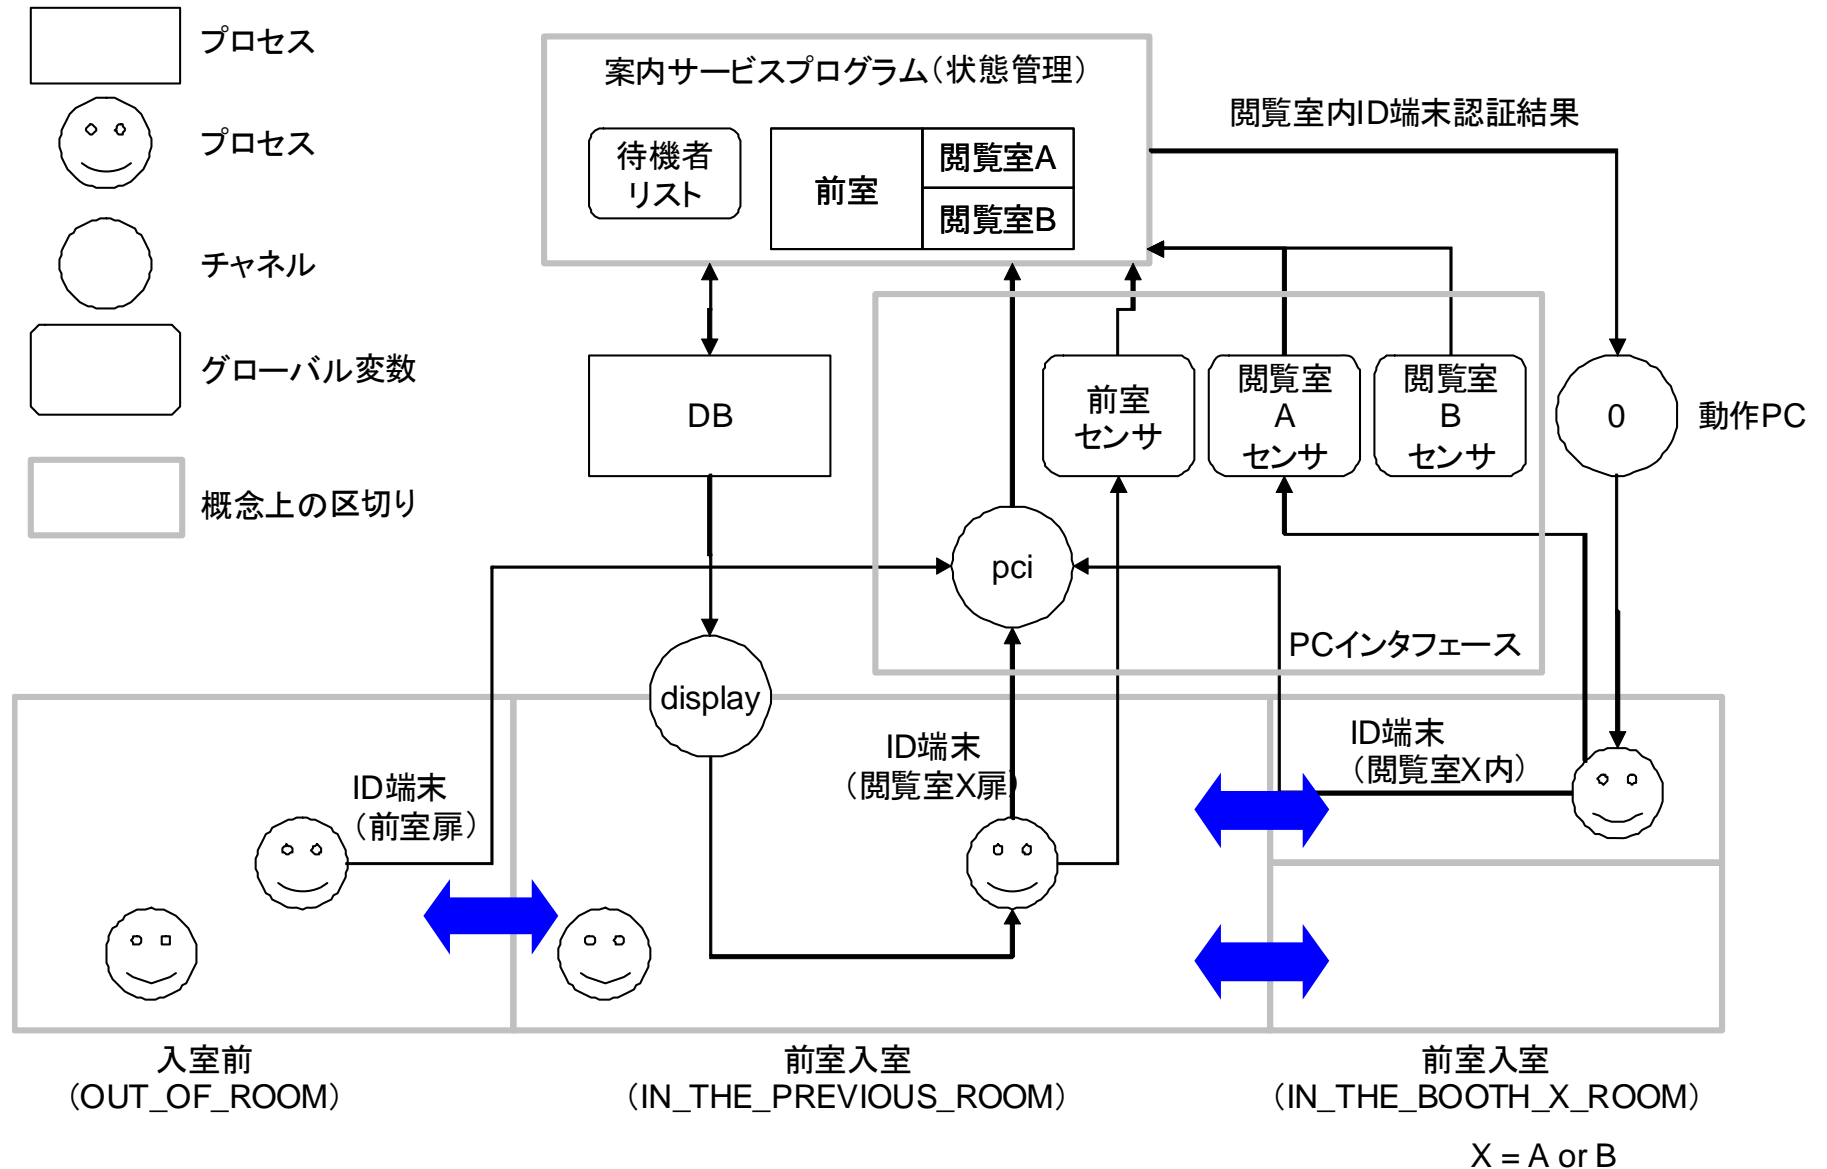 プロセス
プロセス
チャネル
グローバル変数
概念上の区切り
案内サービスプログラム（状態管理）
待機者
リスト
前室
閲覧室A
閲覧室B
閲覧室内ID端末認証結果
DB
前室
センサ
閲覧室
A
センサ
閲覧室
B
センサ
0
動作PC
pci
PCインタフェース
display
ID端末
（前室扉）
ID端末
（閲覧室X扉）
ID端末
（閲覧室X内）
入室前
（OUT_OF_ROOM）
前室入室
（IN_THE_PREVIOUS_ROOM）
前室入室
（IN_THE_BOOTH_X_ROOM）
X = A or B